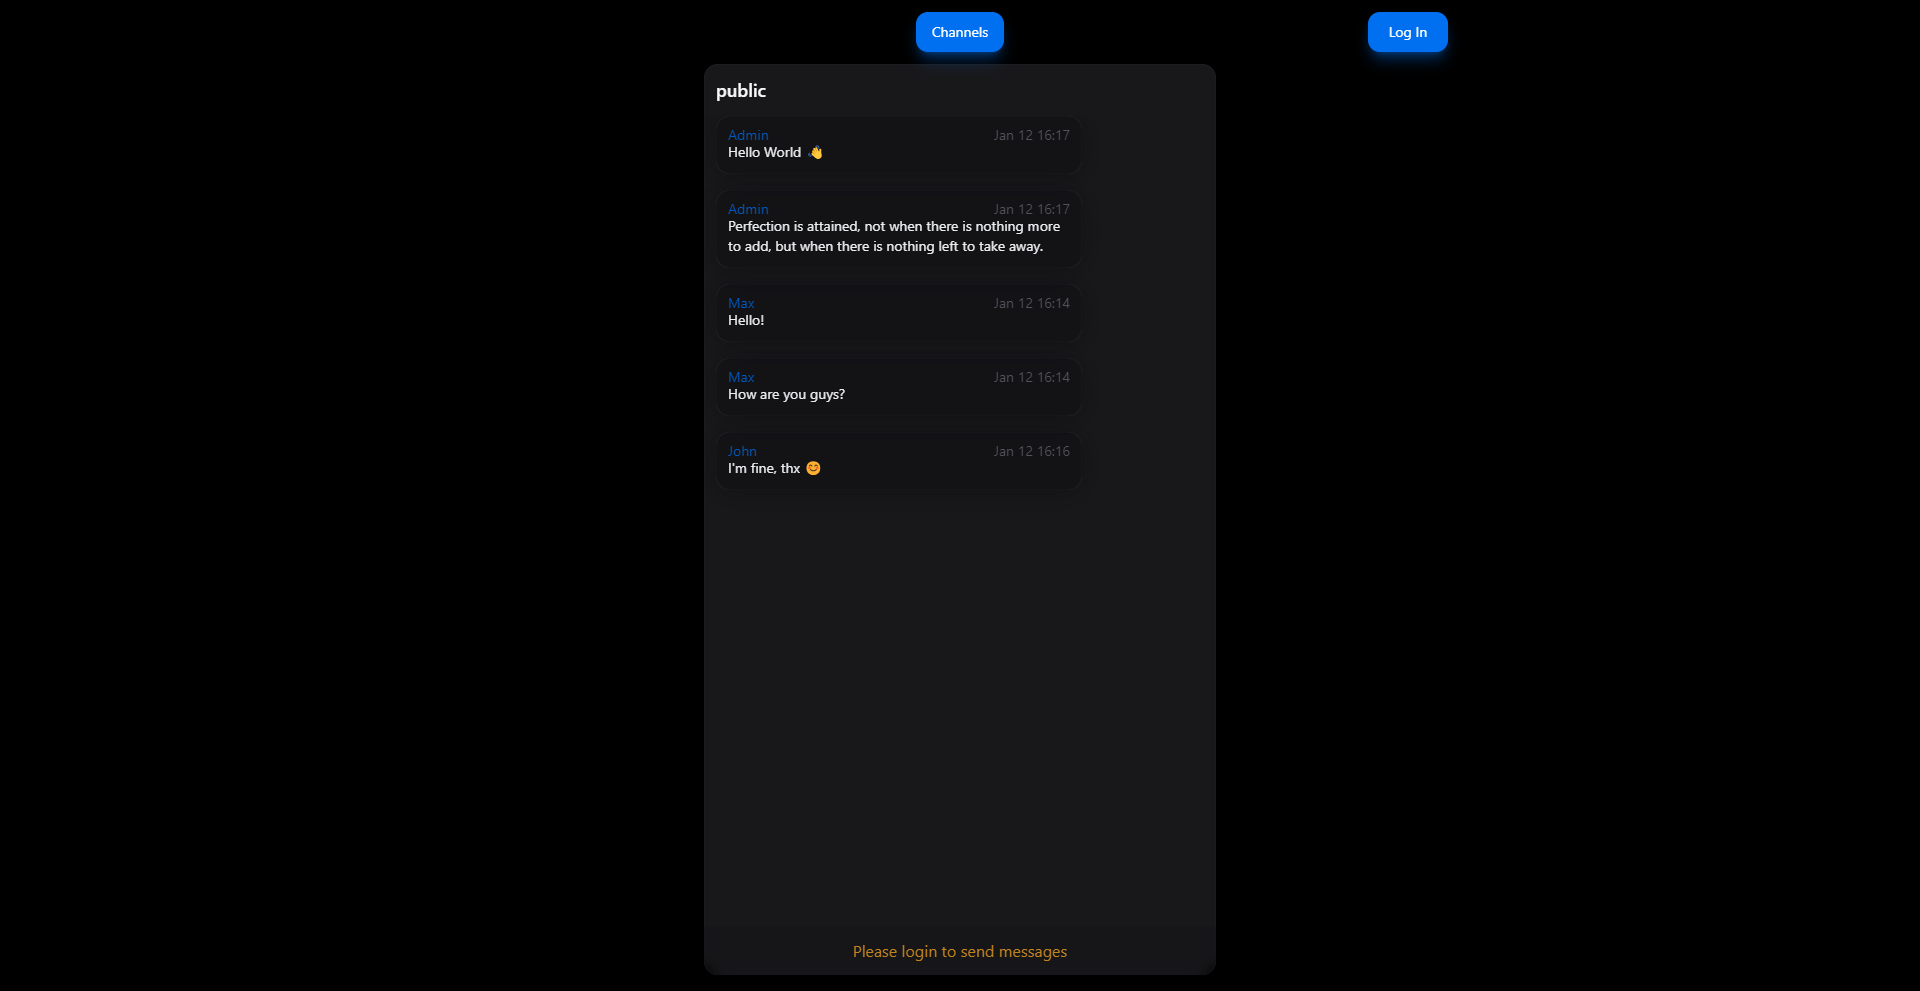 Channels
Log In
public
Admin Jan 12 16:17
Hello World 👋
Admin Jan 12 16:17
Perfection is attained, not when there is nothing more
to add, but when there is nothing left to take away.
Max Jan 12 16:14
Hello!
Max Jan 12 16:14
How are you guys?
John Jan 12 16:16
I'm fine, thx 😊
Please login to send messages